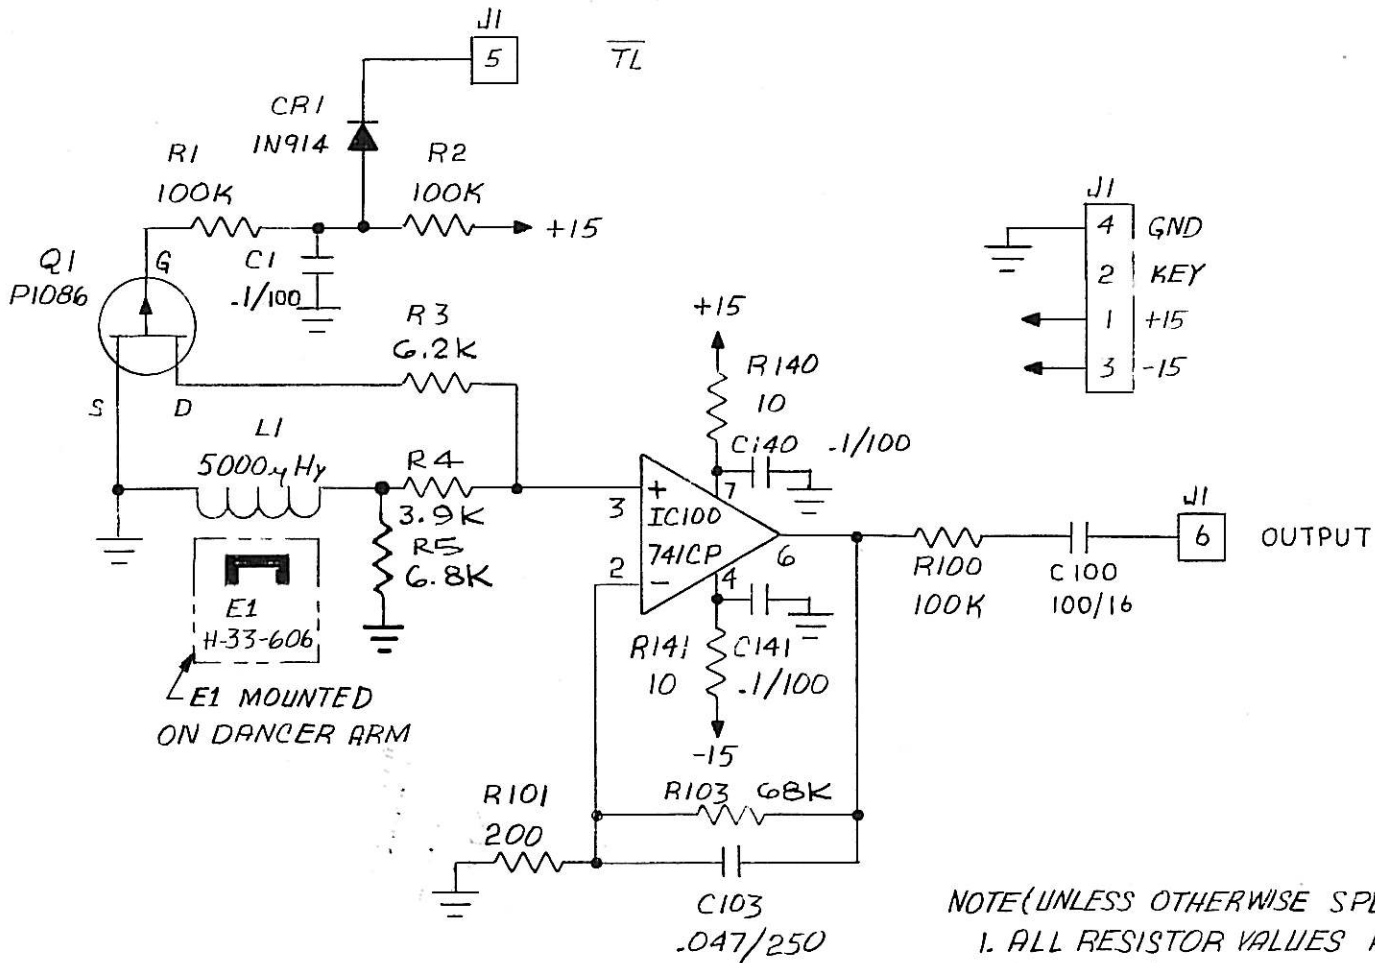 J1
5
TL
CR1
1N914
R1
100K
R2
100K
+15
Q1
P1086
G
C1
.1/100
S
D
R3
6.2K
L1
5000µHy
R4
3.9K
R5
6.8K
E1
H-33-606
E1 MOUNTED
ON DANCER ARM
+15
R140
10
C140
.1/100
7
3
+
IC100
741CP
2
-
4
6
R141
10
C141
.1/100
-15
R103 68K
R101
200
C103
.047/250
R100
100K
C100
100/16
J1
6
OUTPUT
J1
4 GND
2 KEY
1 +15
3 -15
NOTE (UNLESS OTHERWISE
1. ALL RESISTOR VALUES